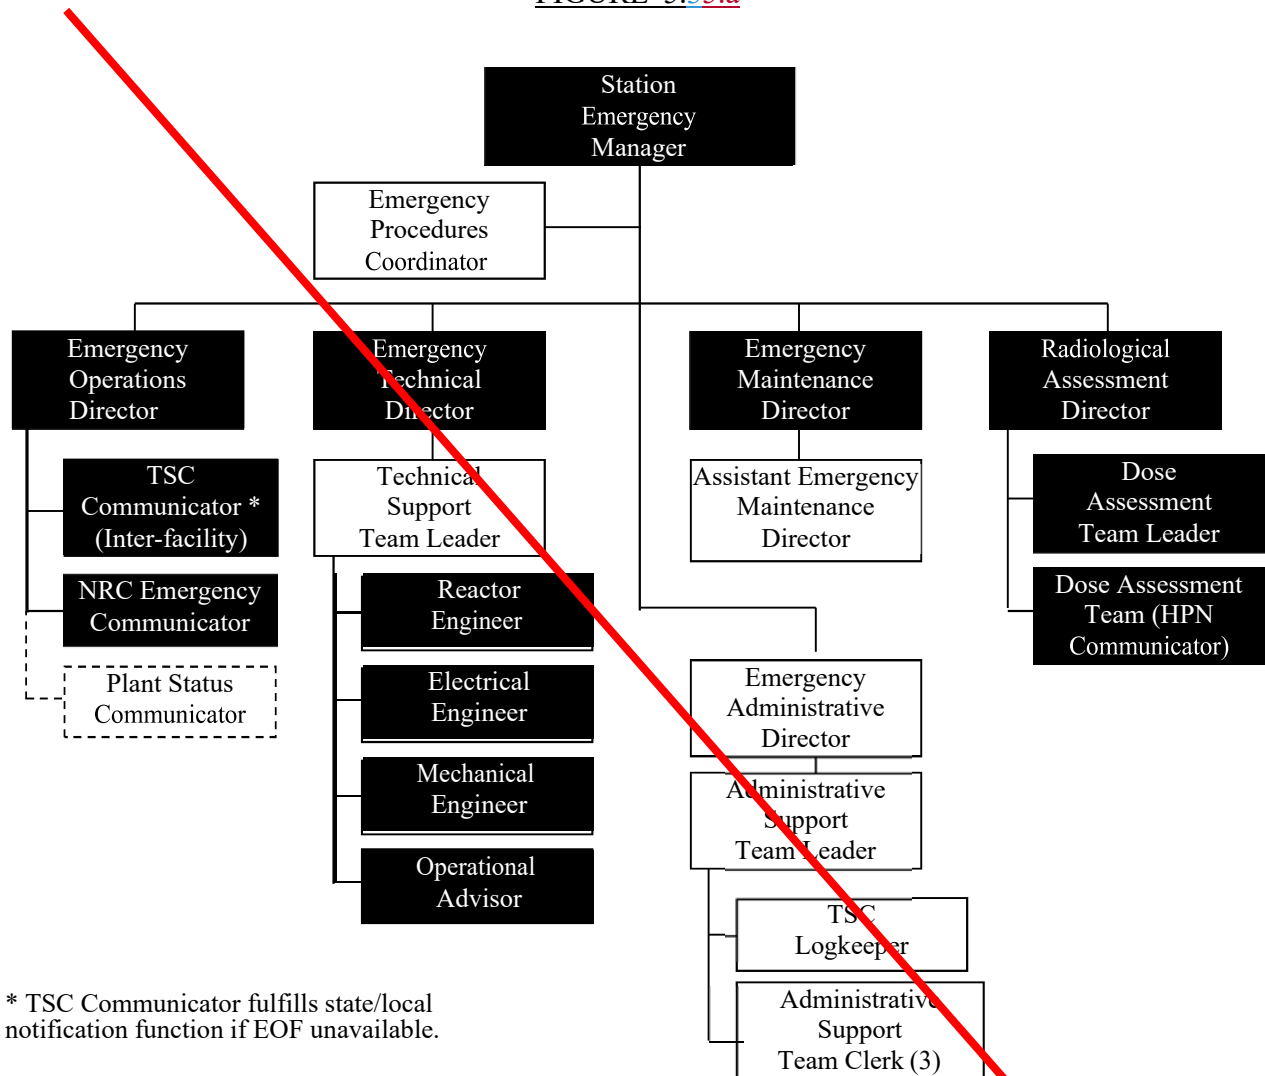 FIGURE 5.35.a
Station
Emergency
Manager
Emergency
Procedures
Coordinator
Emergency
Operations
Director
Emergency
Technical
Director
Emergency
Maintenance
Director
Radiological
Assessment
Director
TSC
Communicator *
(Inter-facility)
NRC Emergency
Communicator
Plant Status
Communicator
Technical
Support
Team Leader
Reactor
Engineer
Electrical
Engineer
Mechanical
Engineer
Operational
Advisor
Assistant Emergency
Maintenance
Director
Dose
Assessment
Team Leader
Dose Assessment
Team (HPN
Communicator)
Emergency
Administrative
Director
Administrative
Support
Team Leader
TSC
Logkeeper
Administrative
Support
Team Clerk (3)
* TSC Communicator fulfills state/local
notification function if EOF unavailable.